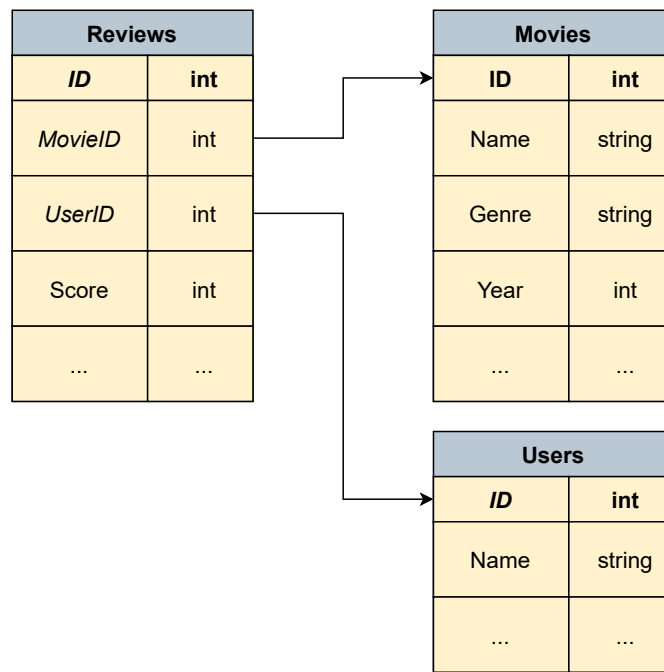 Reviews
ID int
MovieID int
UserID int
Score int
... ...
Movies
ID int
Name string
Genre string
Year int
... ...
Users
ID int
Name string
... ...